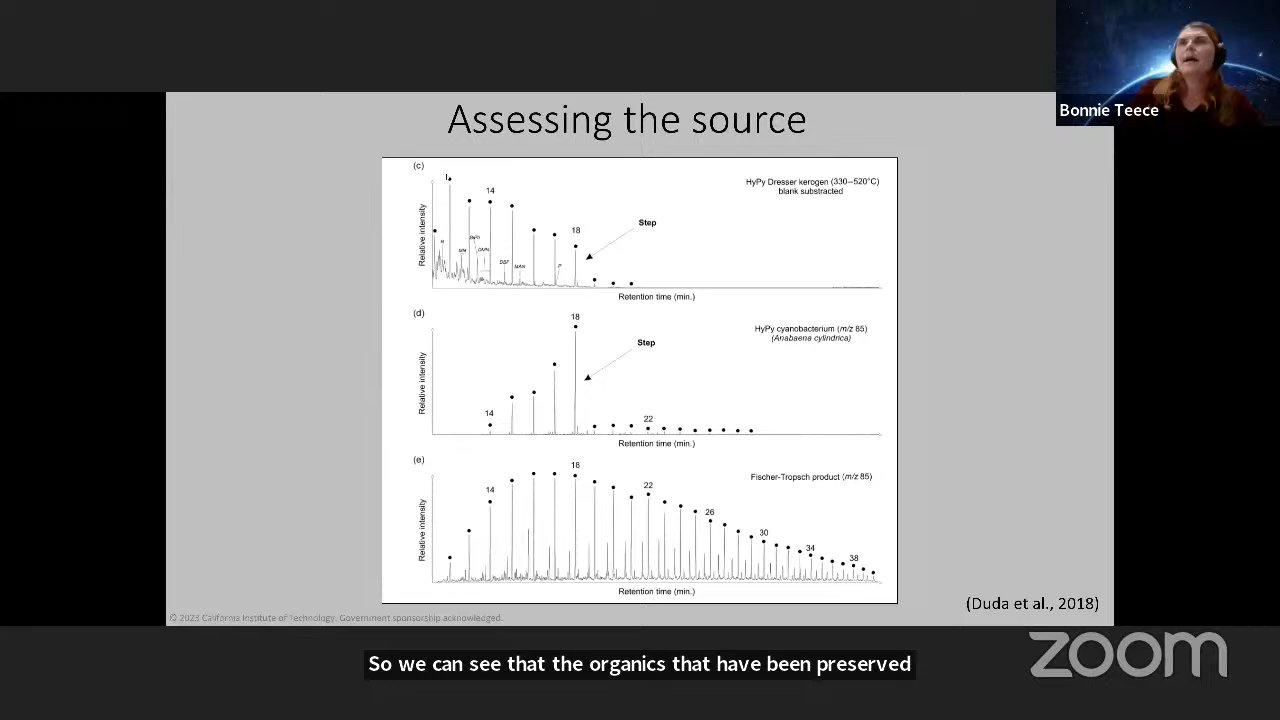 Bonnie Teece
Assessing the source
(c)
14
HyPy Dresser kerogen (330–520°C)
blank substracted
18
Step
DMN
DBF
MAN
P
Relative intensity
Retention time (min.)
(d)
18
HyPy cyanobacterium (m/z 85)
(Anabaena cylindrica)
Step
14
22
Relative intensity
Retention time (min.)
(e)
18
Fischer-Tropsch product (m/z 85)
14
22
26
30
34
38
Relative intensity
Retention time (min.)
(Duda et al., 2018)
© 2023 California Institute of Technology. Government sponsorship acknowledged.
So we can see that the organics that have been preserved
zoom